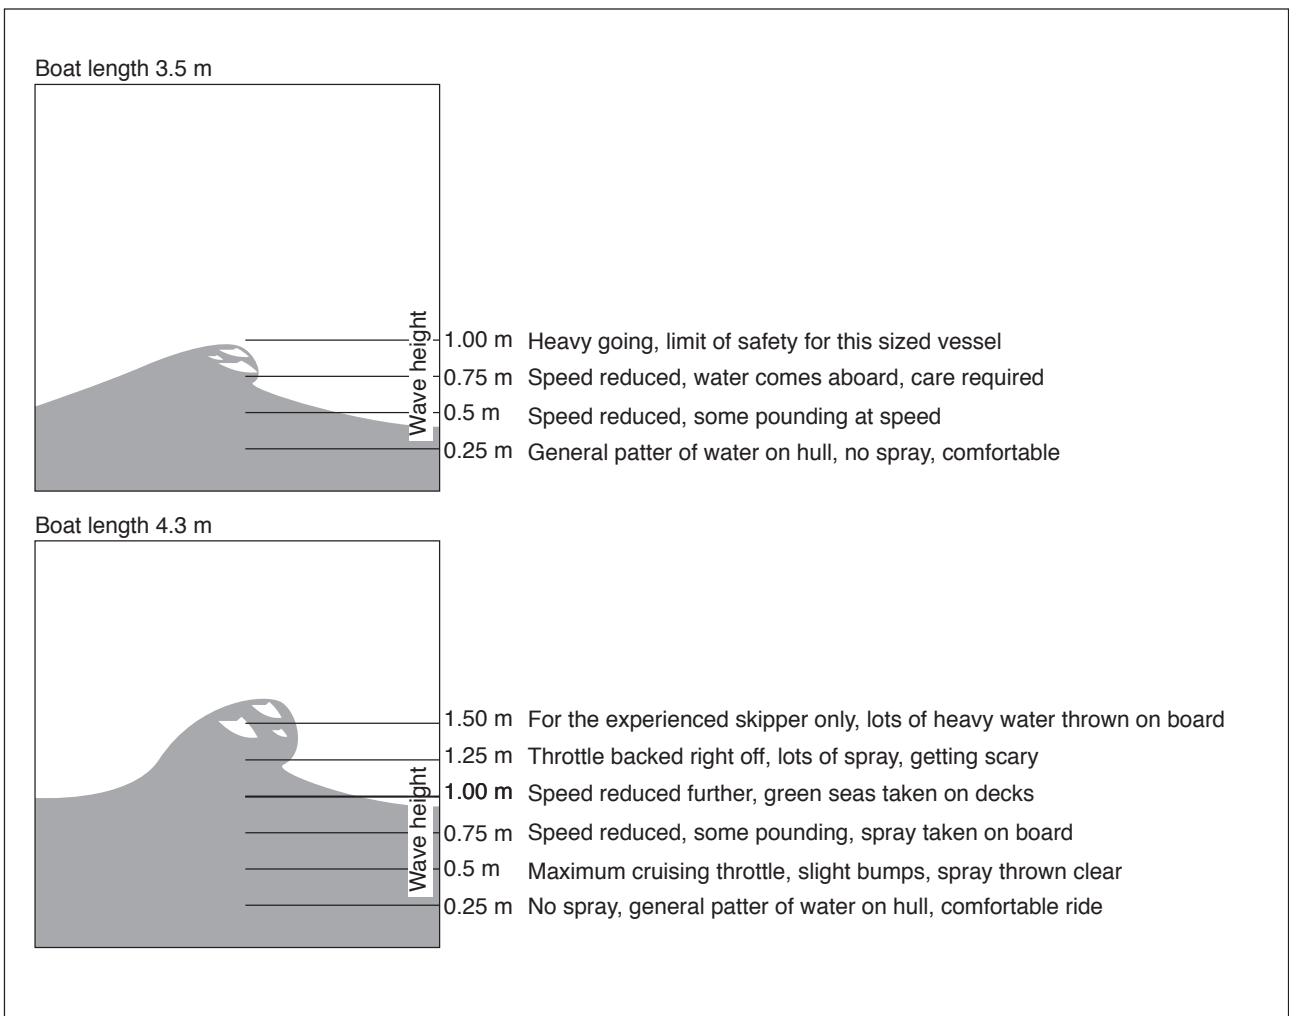 Boat length 3.5 m
Wave height
1.00 m Heavy going, limit of safety for this sized vessel
0.75 m Speed reduced, water comes aboard, care required
0.5 m Speed reduced, some pounding at speed
0.25 m General patter of water on hull, no spray, comfortable
Boat length 4.3 m
Wave height
1.50 m For the experienced skipper only, lots of heavy water thrown on board
1.25 m Throttle backed right off, lots of spray, getting scary
1.00 m Speed reduced further, green seas taken on decks
0.75 m Speed reduced, some pounding, spray taken on board
0.5 m Maximum cruising throttle, slight bumps, spray thrown clear
0.25 m No spray, general patter of water on hull, comfortable ride